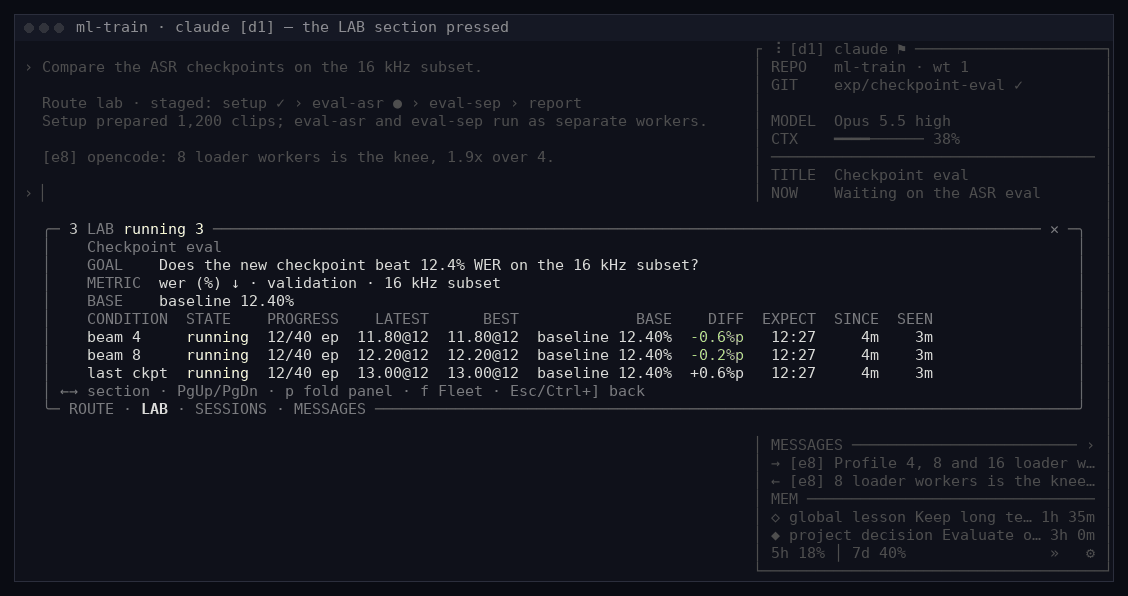 ml-train · claude [d1] — the LAB section pressed
› Compare the ASR checkpoints on the 16 kHz subset.
Route lab · staged: setup ✓ › eval-asr ● › eval-sep › report
Setup prepared 1,200 clips; eval-asr and eval-sep run as separate workers.
[e8] opencode: 8 loader workers is the knee, 1.9x over 4.
›
[d1] claude ⚑
REPO ml-train · wt 1
GIT exp/checkpoint-eval ✓
MODEL Opus 5.5 high
CTX 38%
TITLE Checkpoint eval
NOW Waiting on the ASR eval
3 LAB running 3 ×
Checkpoint eval
GOAL Does the new checkpoint beat 12.4% WER on the 16 kHz subset?
METRIC wer (%) ↓ · validation · 16 kHz subset
BASE baseline 12.40%
CONDITION STATE PROGRESS LATEST BEST BASE DIFF EXPECT SINCE SEEN
beam 4 running 12/40 ep 11.80@12 11.80@12 baseline 12.40% -0.6%p 12:27 4m 3m
beam 8 running 12/40 ep 12.20@12 12.20@12 baseline 12.40% -0.2%p 12:27 4m 3m
last ckpt running 12/40 ep 13.00@12 13.00@12 baseline 12.40% +0.6%p 12:27 4m 3m
←→ section · PgUp/PgDn · p fold panel · f Fleet · Esc/Ctrl+] back
ROUTE · LAB · SESSIONS · MESSAGES
MESSAGES ›
→ [e8] Profile 4, 8 and 16 loader w…
← [e8] 8 loader workers is the knee…
MEM
◇ global lesson Keep long te… 1h 35m
◆ project decision Evaluate o… 3h 0m
5h 18% │ 7d 40% » ⚙